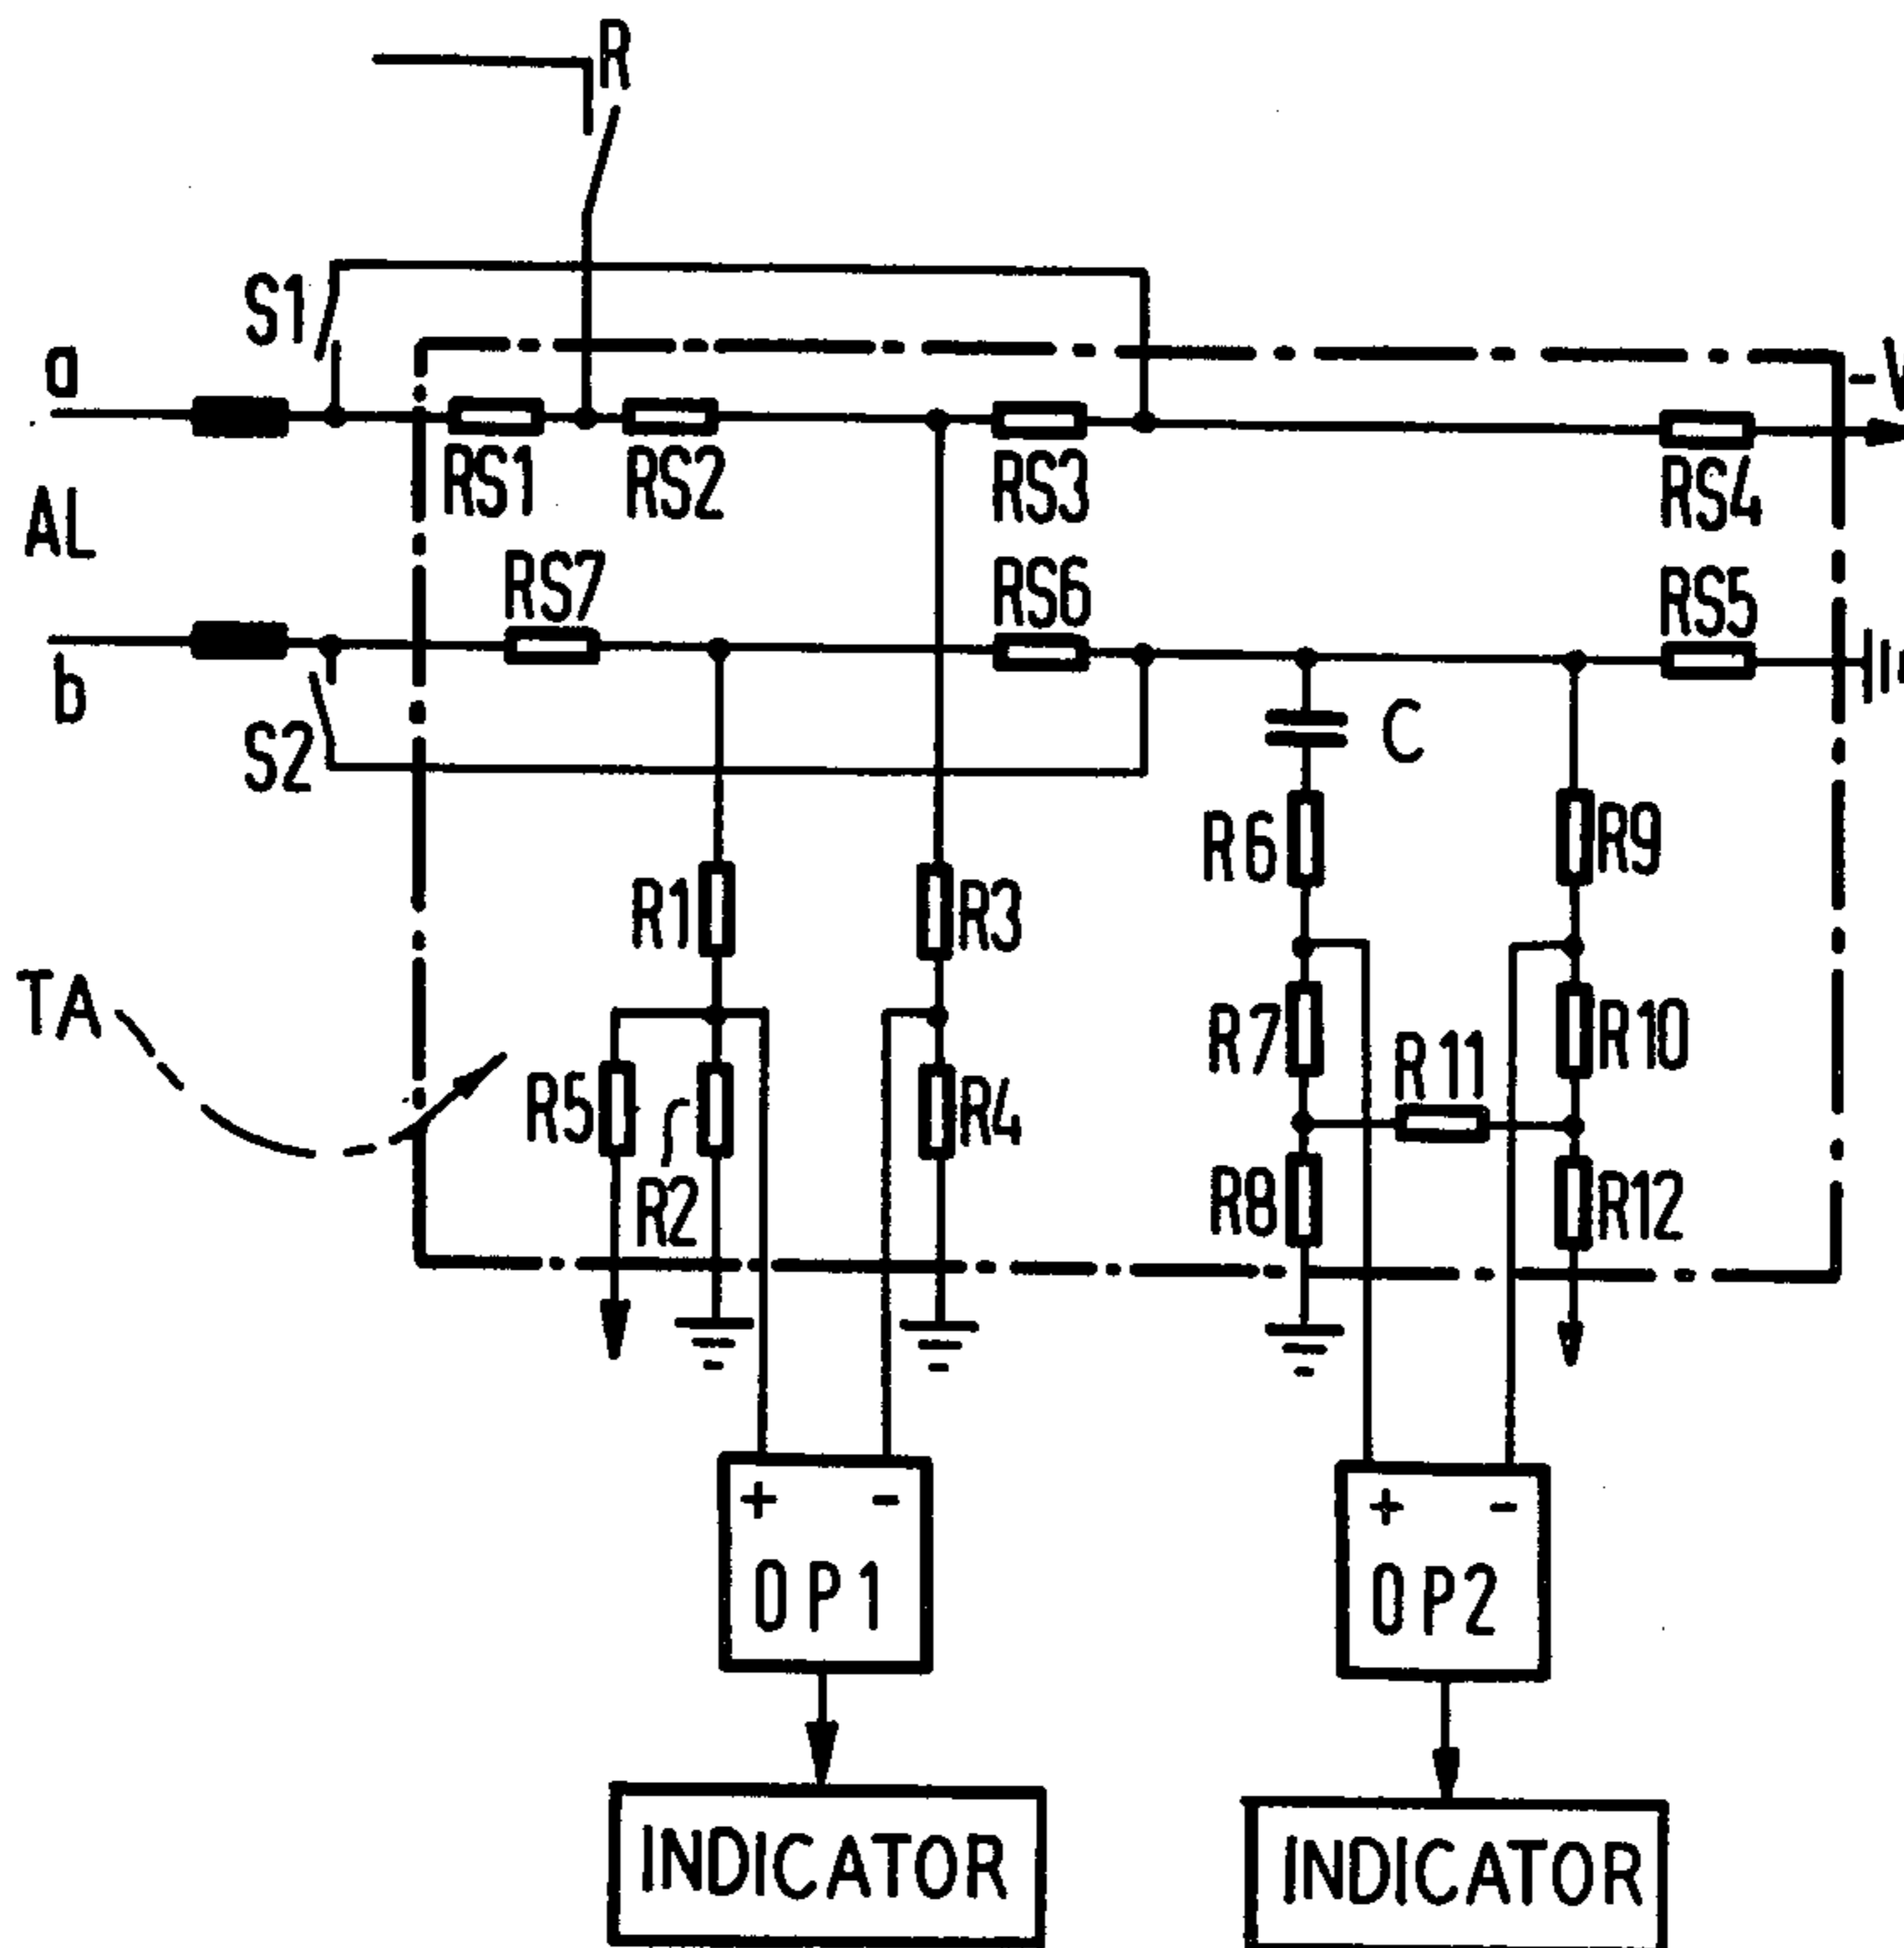 R
S1
a
-V
RS1
RS2
RS3
RS4
AL
RS7
RS6
RS5
b
S2
C
R6
R9
R1
R3
TA
R7
R10
R11
R5
R4
R2
R8
R12
+ -
OP1
+ -
OP2
INDICATOR
INDICATOR